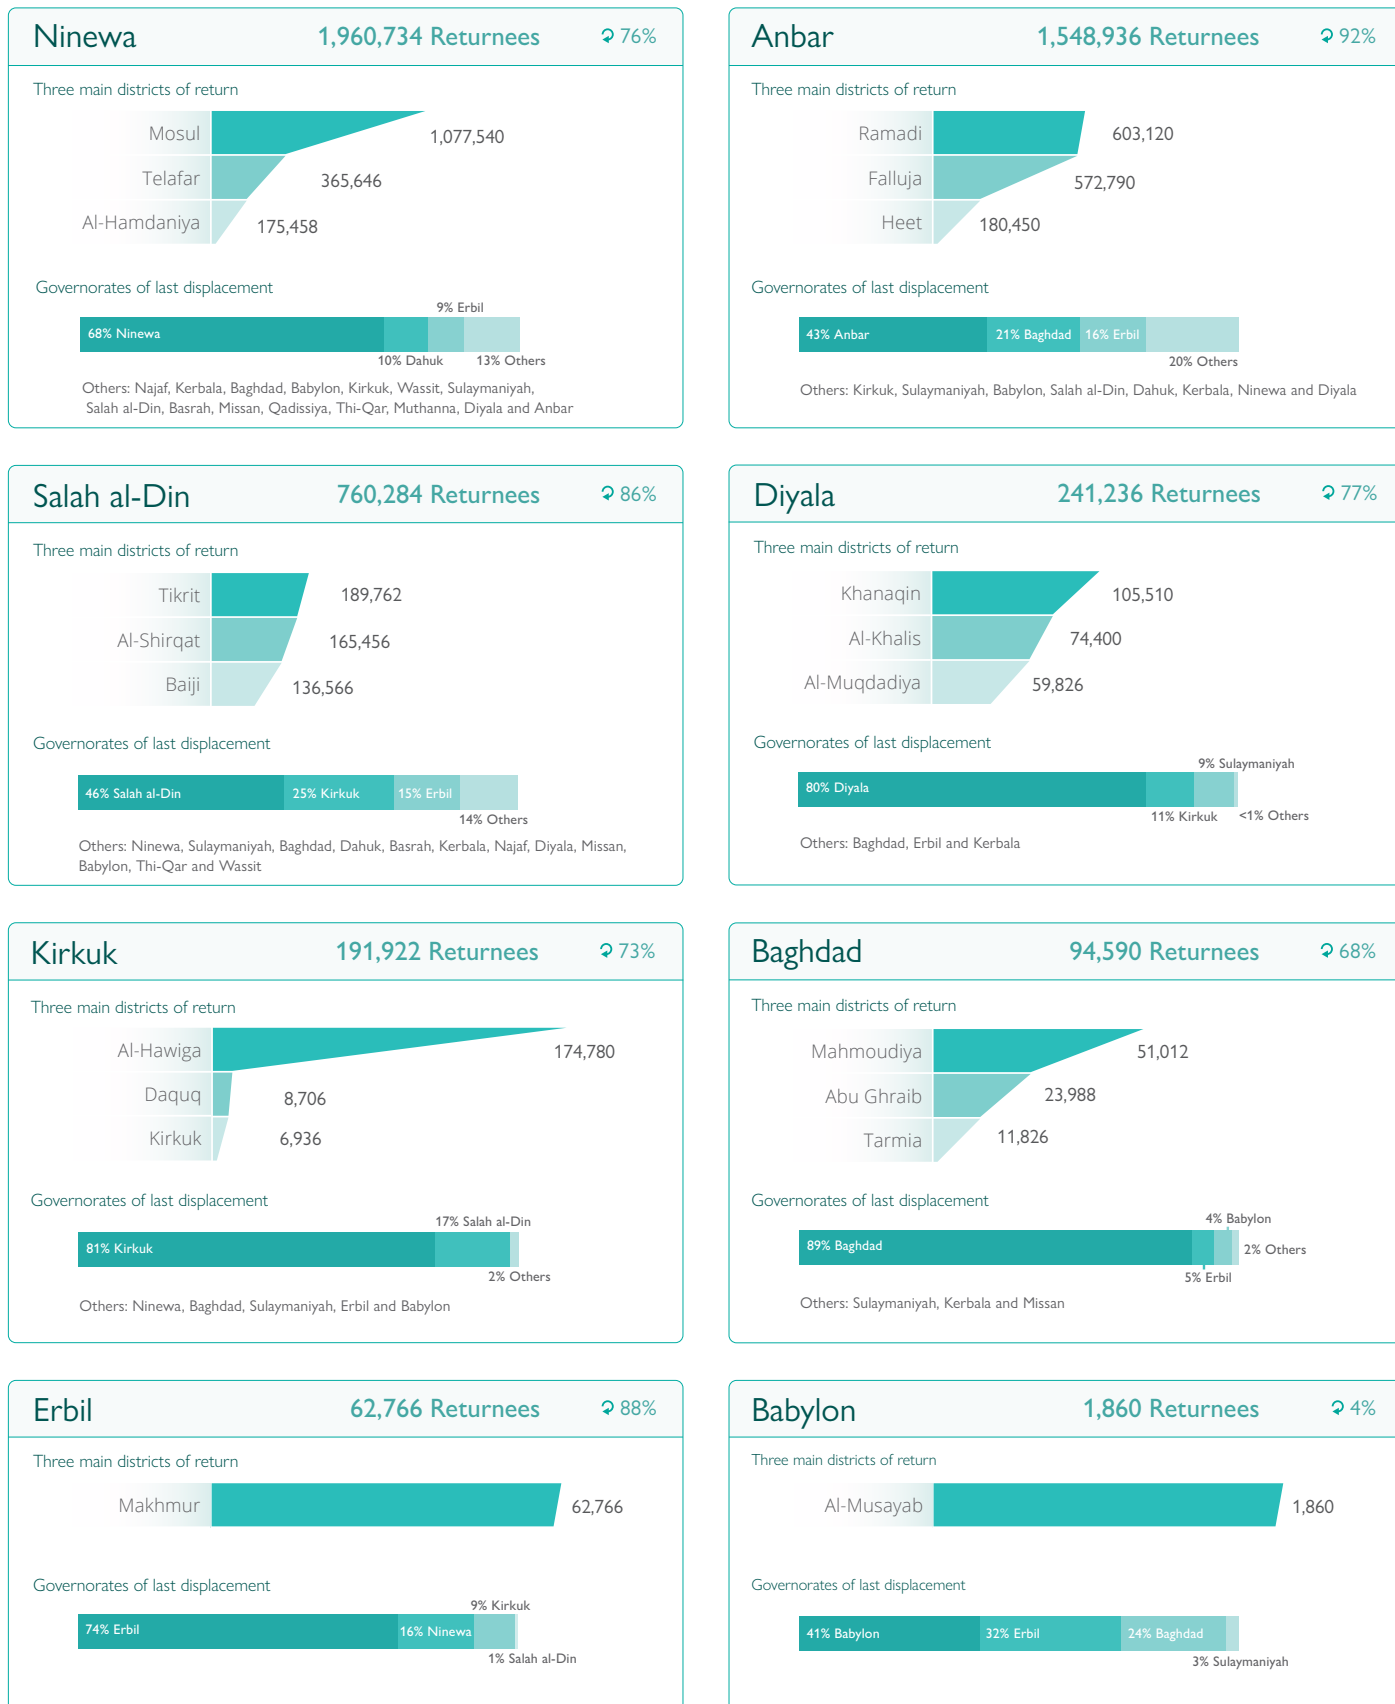 Ninewa
1,960,734 Returnees
76%
Three main districts of return
Mosul
1,077,540
Telafar
365,646
Al-Hamdaniya
175,458
Governorates of last displacement
9% Erbil
68% Ninewa
10% Dahuk
13% Others
Others: Najaf, Kerbala, Baghdad, Babylon, Kirkuk, Wassit, Sulaymaniyah,
Salah al-Din, Basrah, Missan, Qadissiya, Thi-Qar, Muthanna, Diyala and Anbar
Anbar
1,548,936 Returnees
92%
Three main districts of return
Ramadi
603,120
Falluja
572,790
Heet
180,450
Governorates of last displacement
43% Anbar
21% Baghdad
16% Erbil
20% Others
Others: Kirkuk, Sulaymaniyah, Babylon, Salah al-Din, Dahuk, Kerbala, Ninewa and Diyala
Salah al-Din
760,284 Returnees
86%
Three main districts of return
Tikrit
189,762
Al-Shirqat
165,456
Baiji
136,566
Governorates of last displacement
46% Salah al-Din
25% Kirkuk
15% Erbil
14% Others
Others: Ninewa, Sulaymaniyah, Baghdad, Dahuk, Basrah, Kerbala, Najaf, Diyala, Missan,
Babylon, Thi-Qar and Wassit
Diyala
241,236 Returnees
77%
Three main districts of return
Khanaqin
105,510
Al-Khalis
74,400
Al-Muqdadiya
59,826
Governorates of last displacement
9% Sulaymaniyah
80% Diyala
11% Kirkuk
<1% Others
Others: Baghdad, Erbil and Kerbala
Kirkuk
191,922 Returnees
73%
Three main districts of return
Al-Hawiga
174,780
Daquq
8,706
Kirkuk
6,936
Governorates of last displacement
17% Salah al-Din
81% Kirkuk
2% Others
Others: Ninewa, Baghdad, Sulaymaniyah, Erbil and Babylon
Baghdad
94,590 Returnees
68%
Three main districts of return
Mahmoudiya
51,012
Abu Ghraib
23,988
Tarmia
11,826
Governorates of last displacement
4% Babylon
89% Baghdad
2% Others
5% Erbil
Others: Sulaymaniyah, Kerbala and Missan
Erbil
62,766 Returnees
88%
Three main districts of return
Makhmur
62,766
Governorates of last displacement
9% Kirkuk
74% Erbil
16% Ninewa
1% Salah al-Din
Babylon
1,860 Returnees
4%
Three main districts of return
Al-Musayab
1,860
Governorates of last displacement
41% Babylon
32% Erbil
24% Baghdad
3% Sulaymaniyah